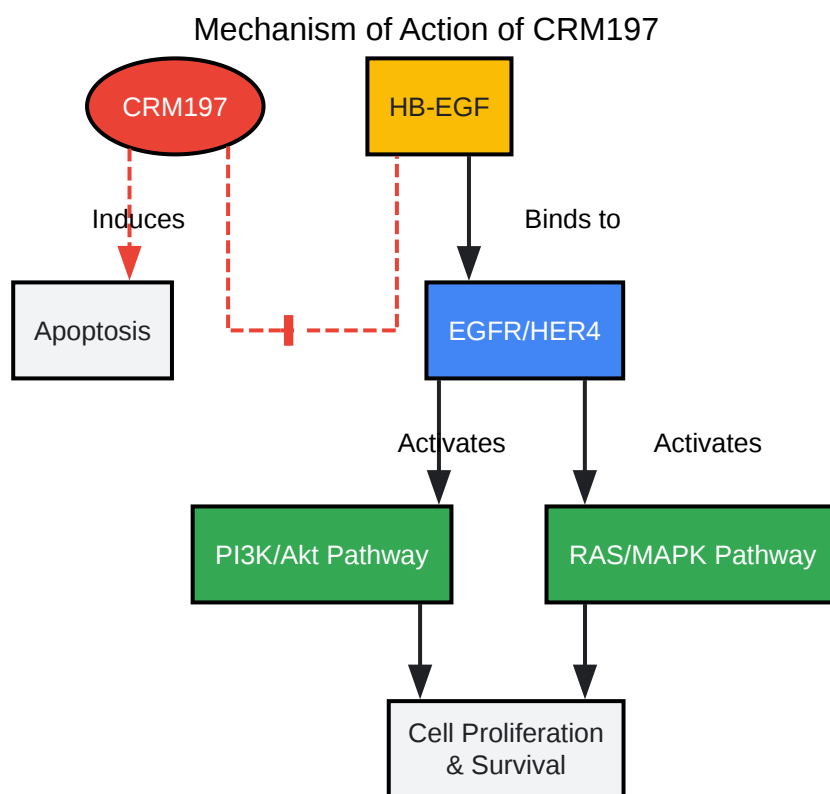 Mechanism of Action of CRM197
CRM197
HB-EGF
Induces
Binds to
Apoptosis
EGFR/HER4
Activates
Activates
PI3K/Akt Pathway
RAS/MAPK Pathway
Cell Proliferation
& Survival